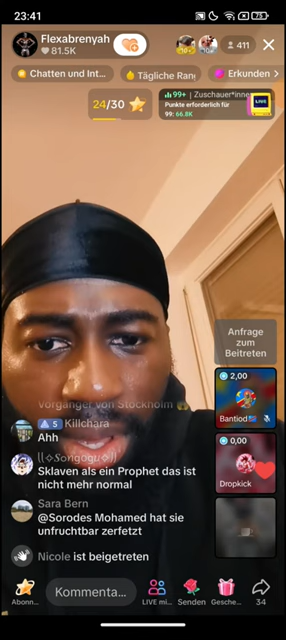 23:41
75
Flexabrenyah
81.5K
411
Chatten und Int...
Tägliche Rang
Erkunden
24/30
99+ | Zuschauer*innen
Punkte erforderlich für
99: 66.8K
LIVE
Anfrage
zum
Beitreten
2,00
Bantiod
0,00
Dropkick
Vorgänger von Stockholm
5 Killchara
Ahh
Sklaven als ein Prophet das ist
nicht mehr normal
Sara Bern
@Sorodes Mohamed hat sie
unfruchtbar zerfetzt
Nicole ist beigetreten
Kommenta...
Abonn...
LIVE mi...
Senden
Gesche...
34